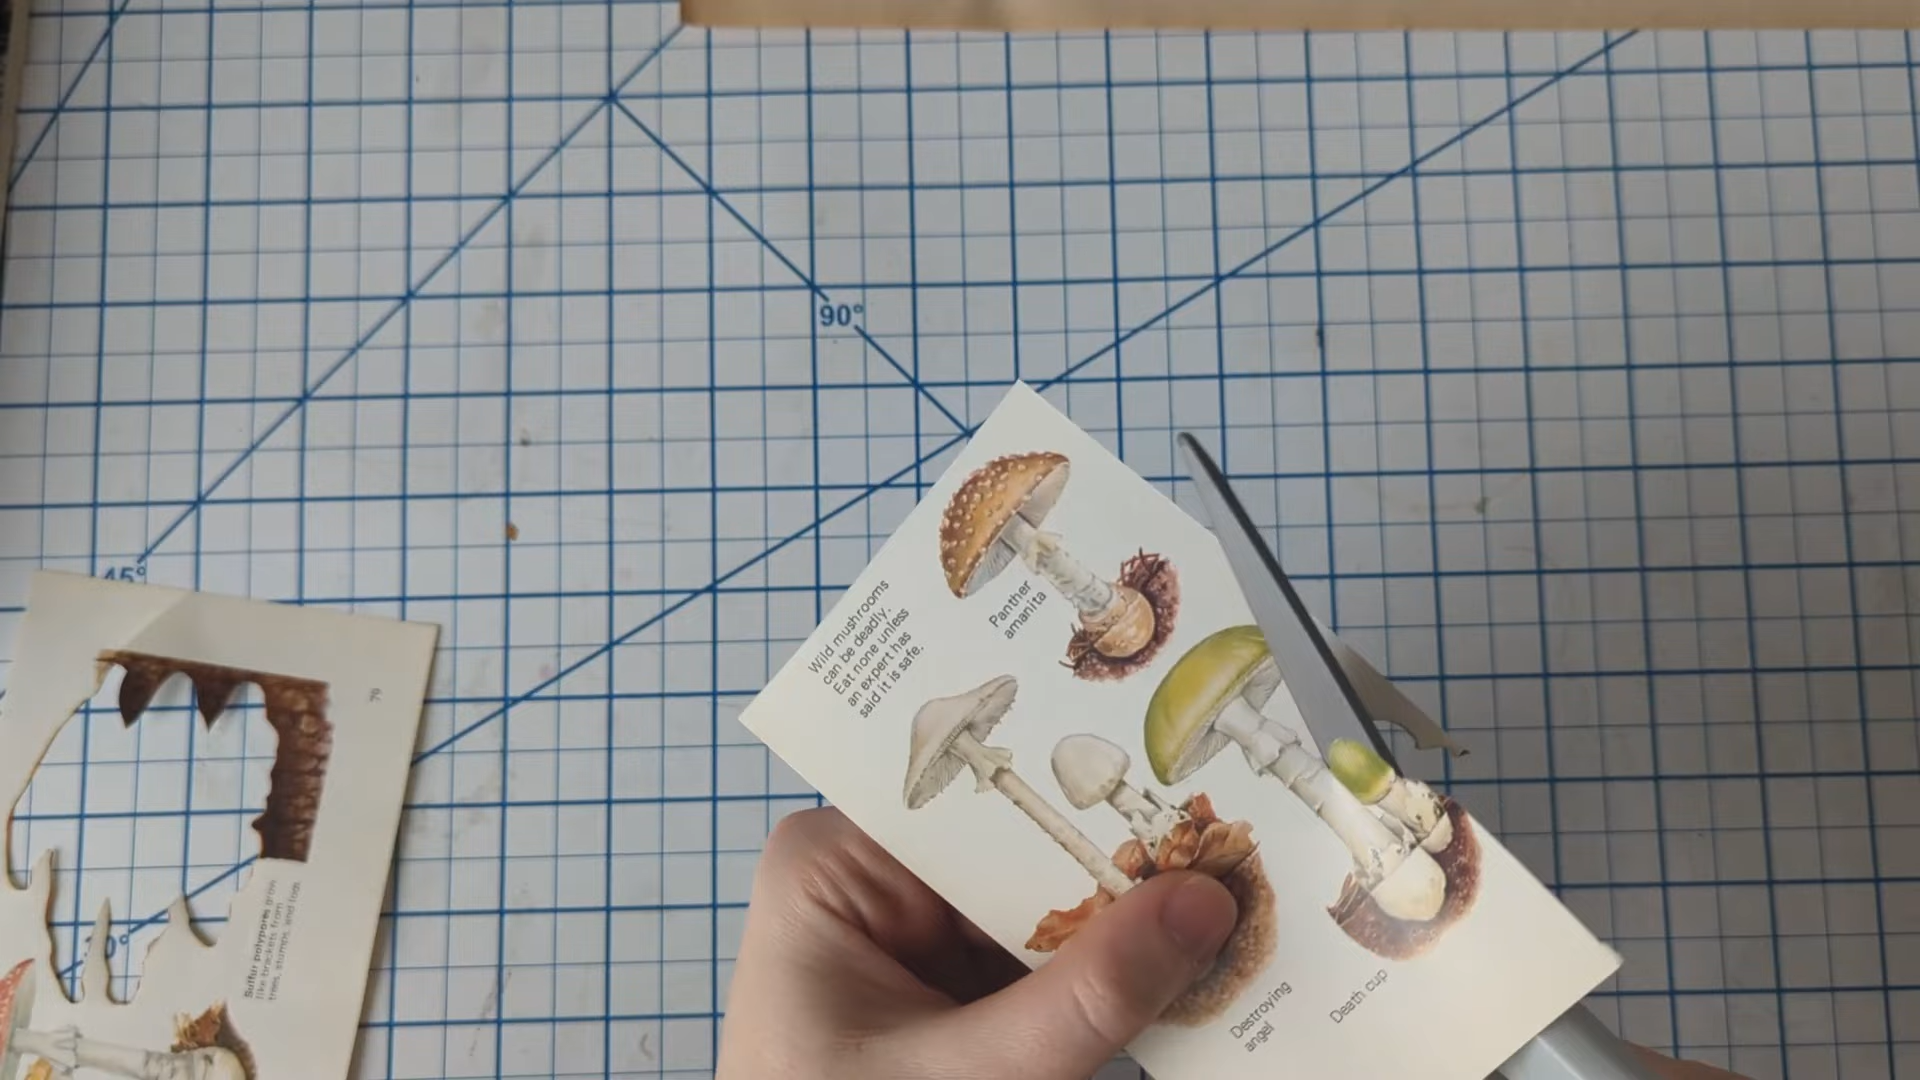 90°
45°
Wild mushrooms
can be deadly.
Eat none unless
an expert has
said it is safe.
Panther
amanita
Destroying
angel
Death cup
Sulfur polypores grow
like brackets from
trees, stumps, and logs